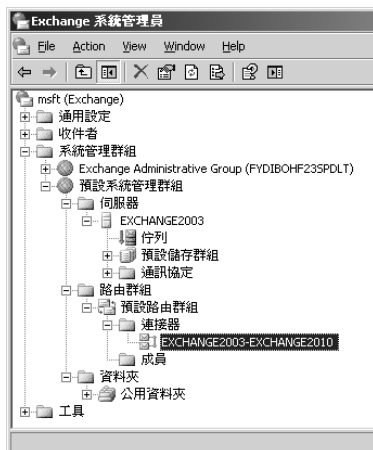 Exchange 系統管理員
File Action View Window Help
msft (Exchange)
通用設定
收件者
系統管理群組
Exchange Administrative Group (FYDIBOHF23SPDLT)
預設系統管理群組
伺服器
EXCHANGE2003
佇列
預設儲存群組
通訊協定
路由群組
預設路由群組
連接器
EXCHANGE2003-EXCHANGE2010
成員
資料夾
公用資料夾
工具